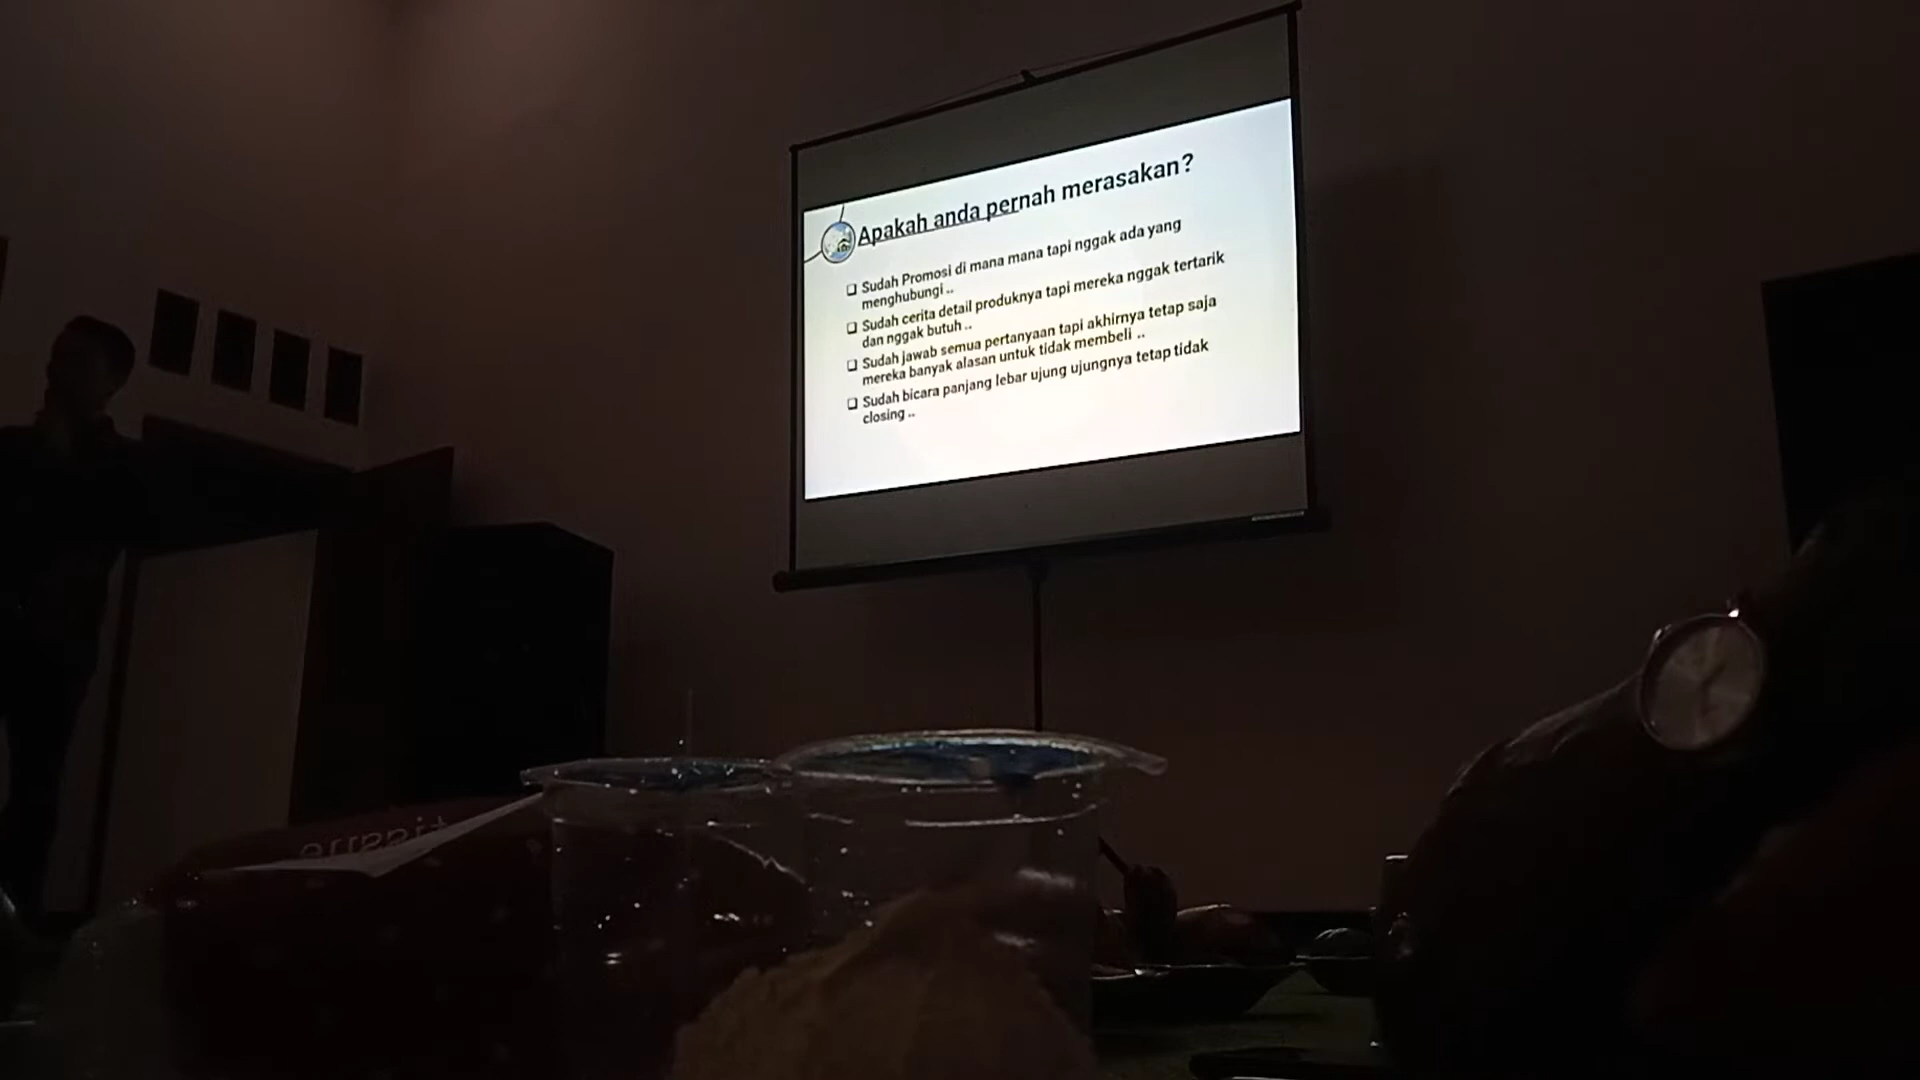 Apakah anda pernah merasakan?
❑ Sudah Promosi di mana mana tapi nggak ada yang
menghubungi ..
❑ Sudah cerita detail produknya tapi mereka nggak tertarik
dan nggak butuh ..
❑ Sudah jawab semua pertanyaan tapi akhirnya tetap saja
mereka banyak alasan untuk tidak membeli ..
❑ Sudah bicara panjang lebar ujung ujungnya tetap tidak
closing ..
tissue